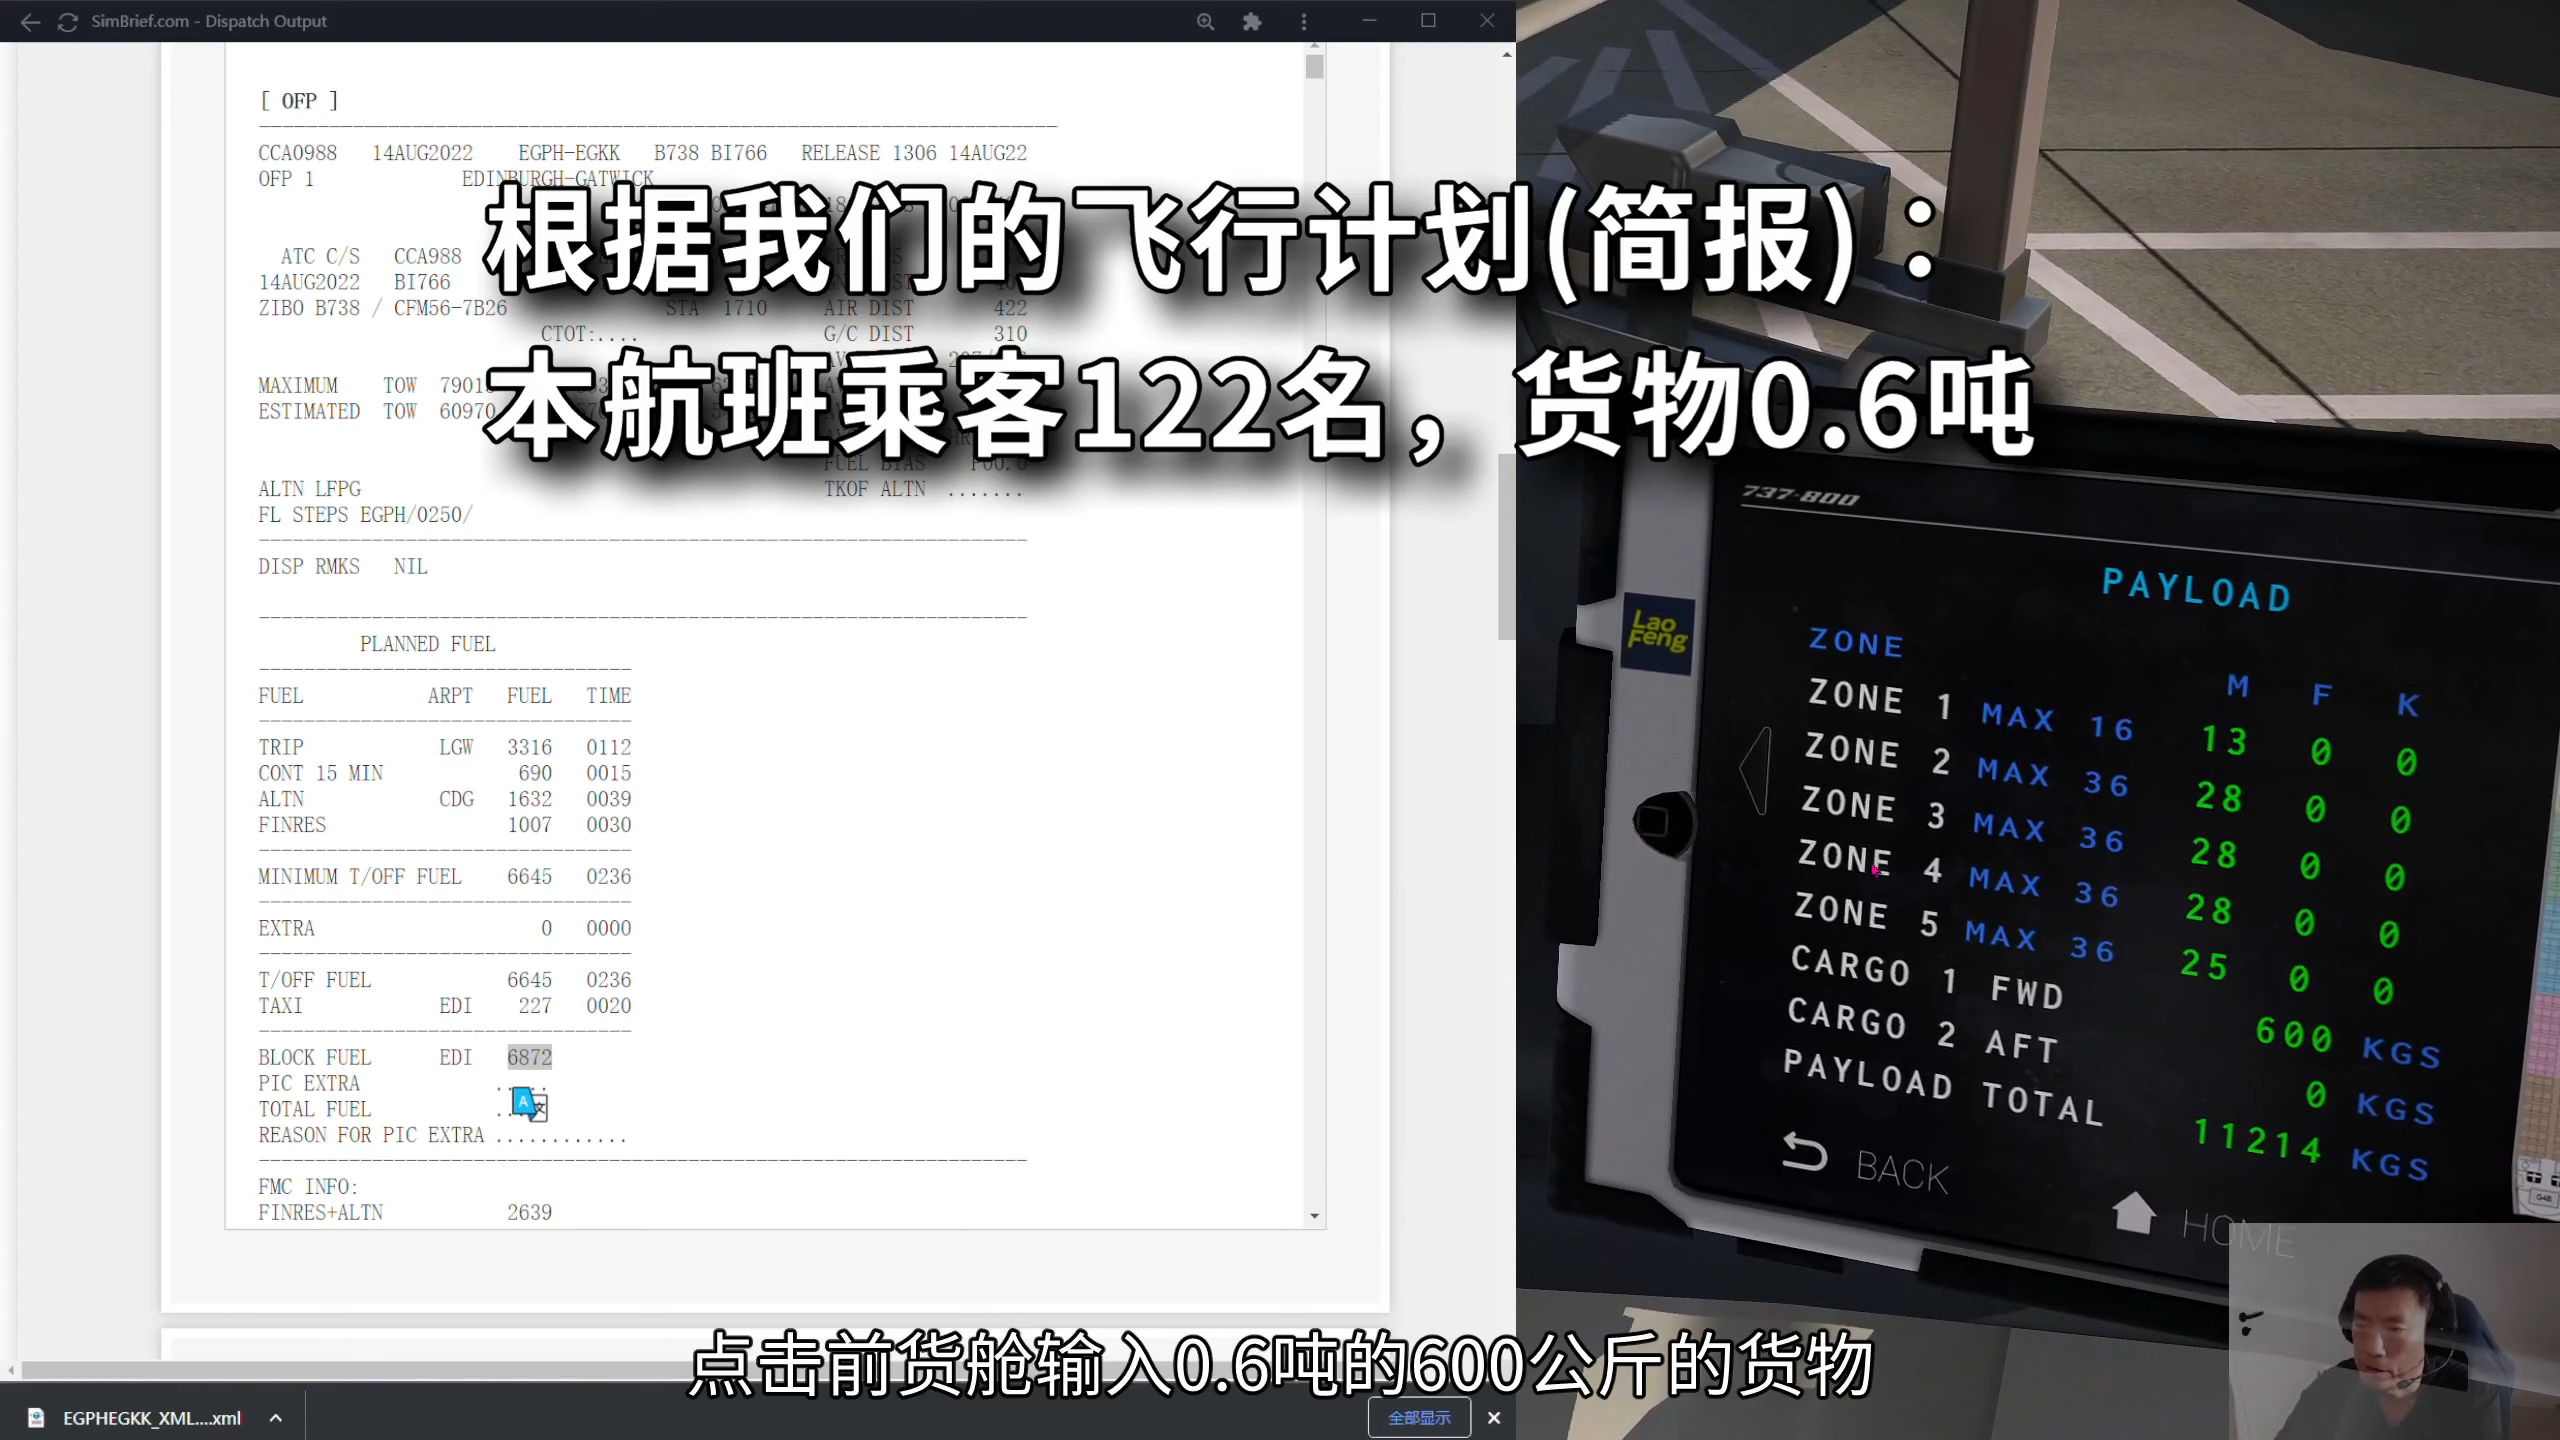 SimBrief.com - Dispatch Output
[ OFP ]
CCA0988 14AUG2022 EGPH-EGKK B738 BI766 RELEASE 1306 14AUG22
OFP 1 EDINBURGH-GATWICK
根据我们的飞行计划(简报)：
ATC C/S CCA988
14AUG2022 BI766
ZIBO B738 / CFM56-7B26 STA 1710 AIR DIST 422
CTOT:.... G/C DIST 310
本航班乘客122名，货物0.6吨
MAXIMUM TOW
ESTIMATED TOW 60970
FUEL BIAS P00.0
ALTN LFPG TKOF ALTN .......
FL STEPS EGPH/0250/
DISP RMKS NIL
PLANNED FUEL
FUEL ARPT FUEL TIME
TRIP LGW 3316 0112
CONT 15 MIN 690 0015
ALTN CDG 1632 0039
FINRES 1007 0030
MINIMUM T/OFF FUEL 6645 0236
EXTRA 0 0000
T/OFF FUEL 6645 0236
TAXI EDI 227 0020
BLOCK FUEL EDI 6872
PIC EXTRA
TOTAL FUEL
REASON FOR PIC EXTRA ............
FMC INFO:
FINRES+ALTN 2639
737-800
Lao
Feng
PAYLOAD
ZONE M F K
ZONE 1 MAX 16 13 0 0
ZONE 2 MAX 36 28 0 0
ZONE 3 MAX 36 28 0 0
ZONE 4 MAX 36 28 0 0
ZONE 5 MAX 36 25 0 0
CARGO 1 FWD 600 KGS
CARGO 2 AFT 0 KGS
PAYLOAD TOTAL 11214 KGS
BACK
HOME
点击前货舱输入0.6吨的600公斤的货物
EGPHEGKK_XML....xml
全部显示